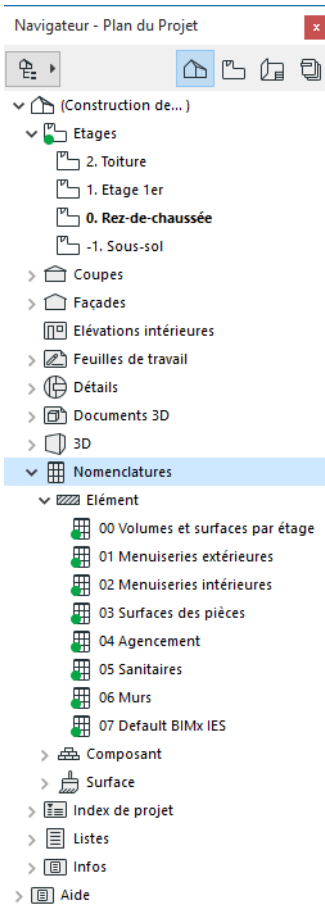 Navigateur - Plan du Projet
(Construction de... )
Etages
2. Toiture
1. Etage 1er
0. Rez-de-chaussée
-1. Sous-sol
Coupes
Façades
Elévations intérieures
Feuilles de travail
Détails
Documents 3D
3D
Nomenclatures
Elément
00 Volumes et surfaces par étage
01 Menuiseries extérieures
02 Menuiseries intérieures
03 Surfaces des pièces
04 Agencement
05 Sanitaires
06 Murs
07 Default BIMx IES
Composant
Surface
Index de projet
Listes
Infos
Aide